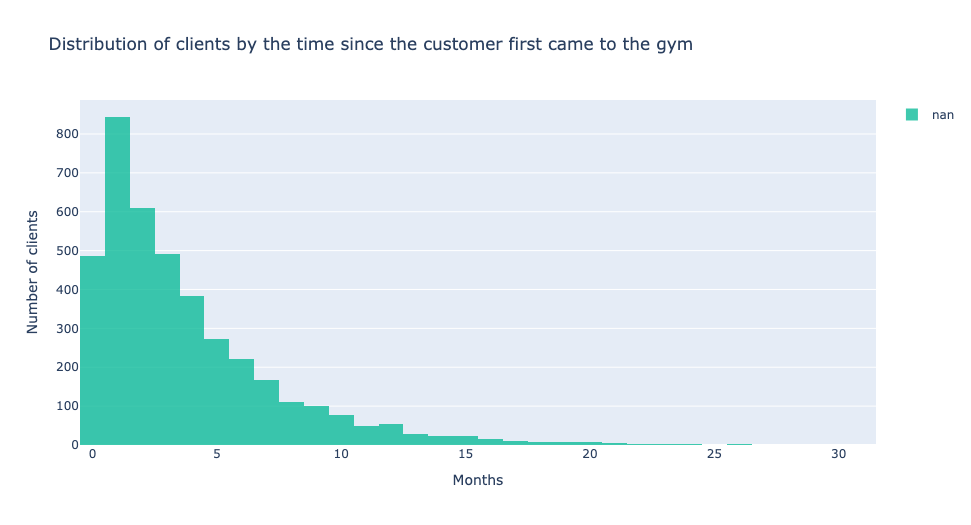 Distribution of clients by the time since the customer first came to the gym
nan
800
700
600
500
400
300
200
100
0
Number of clients
0 5 10 15 20 25 30
Months